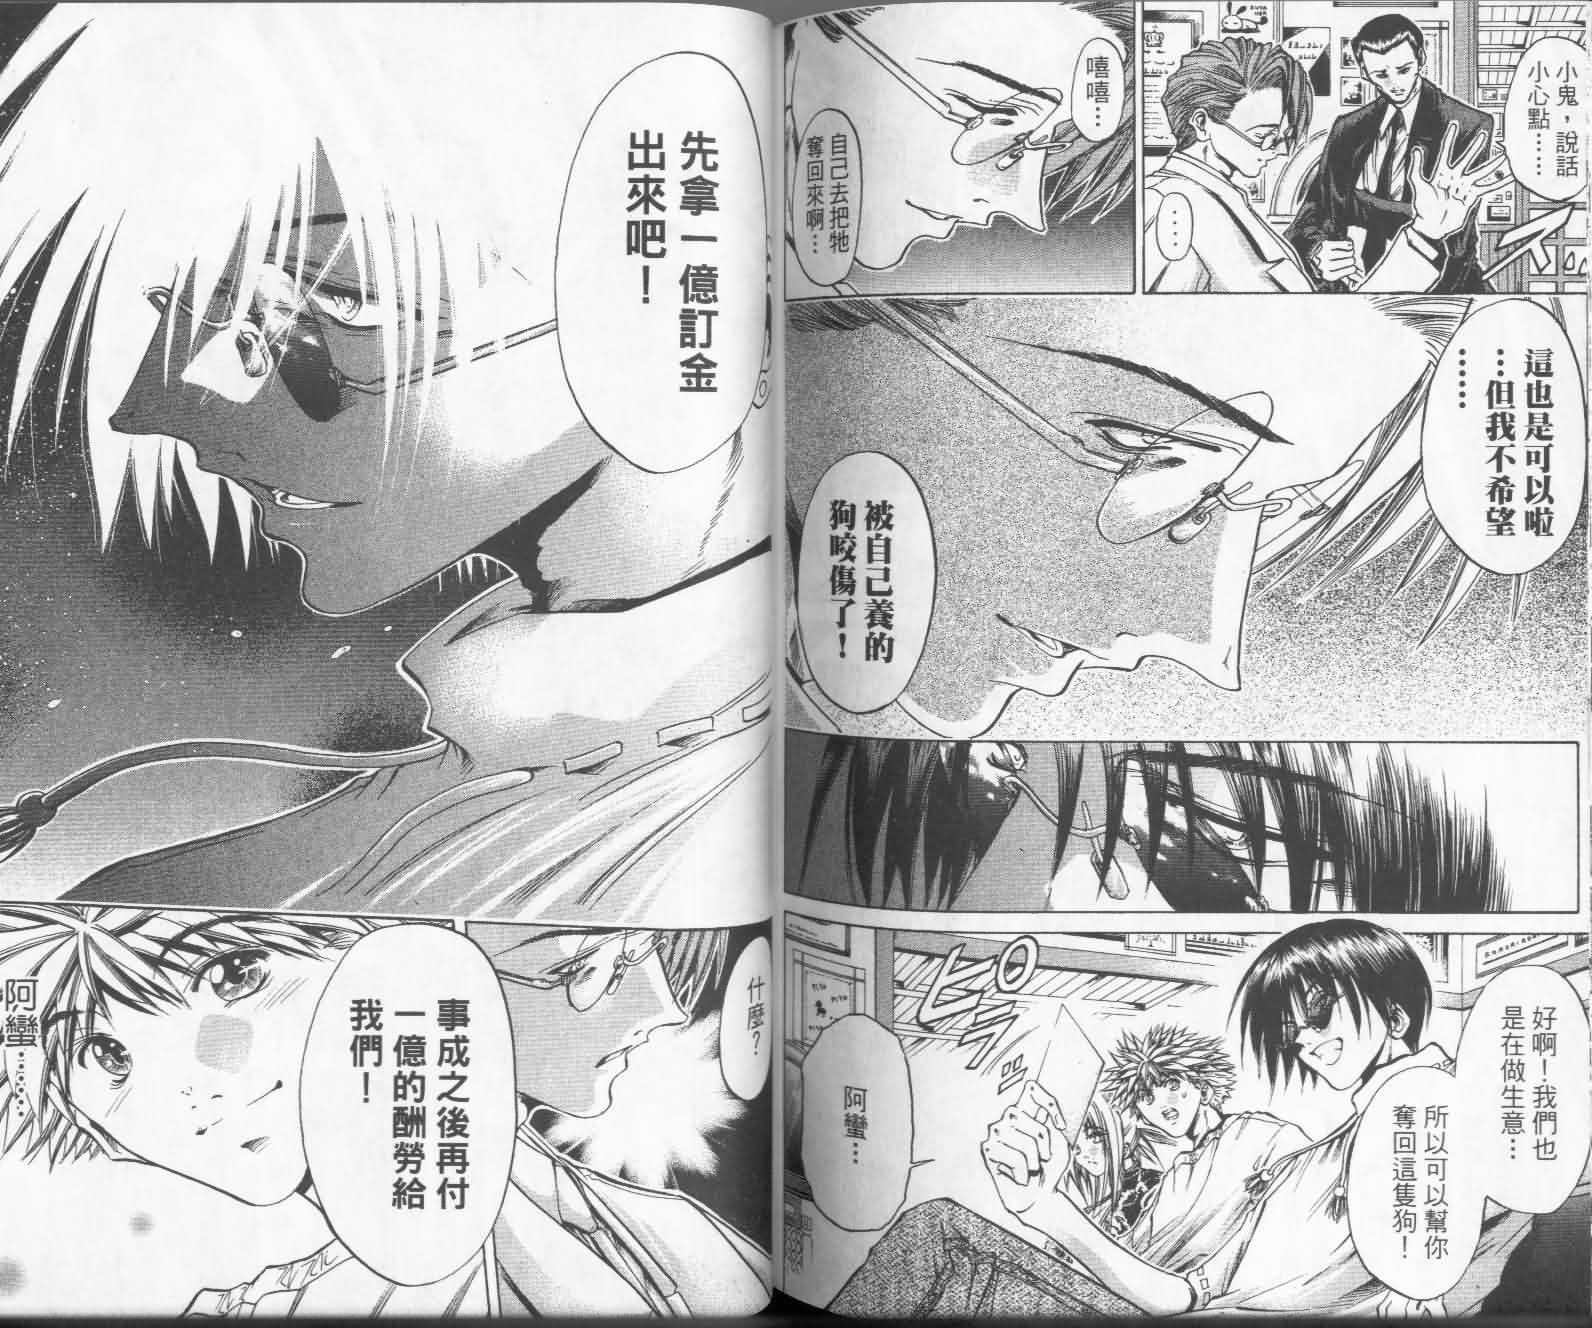 小鬼，說話
小心點……
……
嘻嘻…
自己去把牠
奪回來啊…
這也是可以啦
…但我不希望
……
被自己養的
狗咬傷了！
好啊！我們也
是在做生意…
所以可以幫你
奪回這隻狗！
ピラ
阿蠻…
先拿一億訂金
出來吧！
什麼？
事成之後再付
一億的酬勞給
我們！
阿蠻……